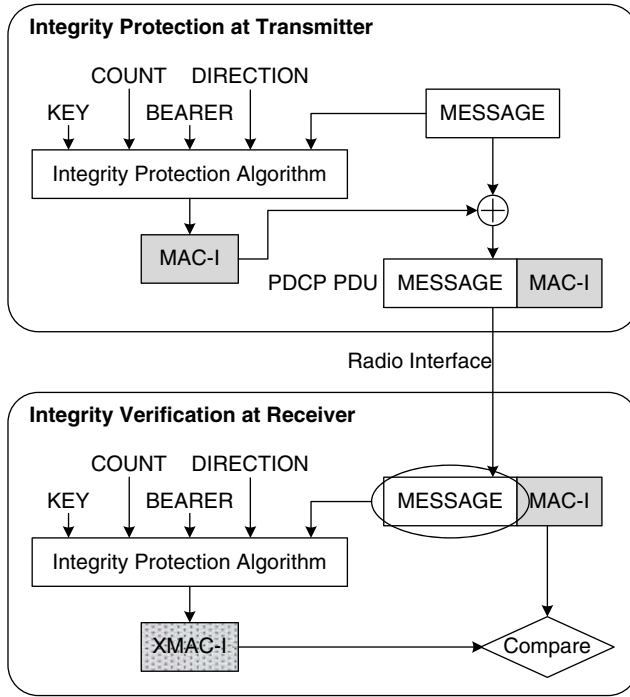 Integrity Protection at Transmitter
COUNT DIRECTION
KEY BEARER
MESSAGE
Integrity Protection Algorithm
MAC-I
PDCP PDU MESSAGE MAC-I
Radio Interface
Integrity Verification at Receiver
COUNT DIRECTION
KEY BEARER
MESSAGE MAC-I
Integrity Protection Algorithm
XMAC-I
Compare